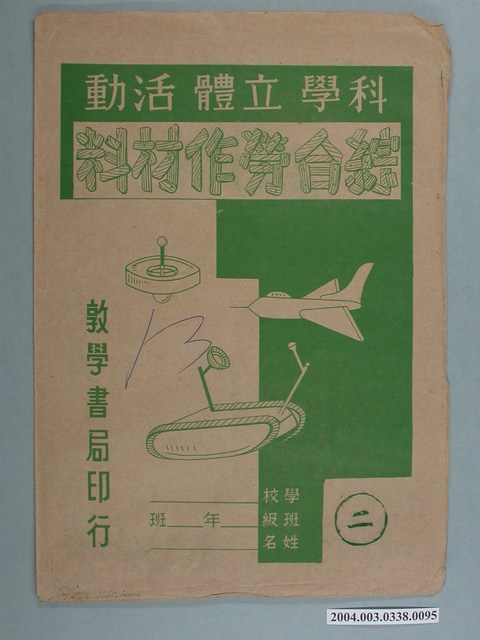 科學 立體 活動
綜合勞作材料
敦學書局印行
學校
班級 年 班
姓名
二
2004.003.0338.0095